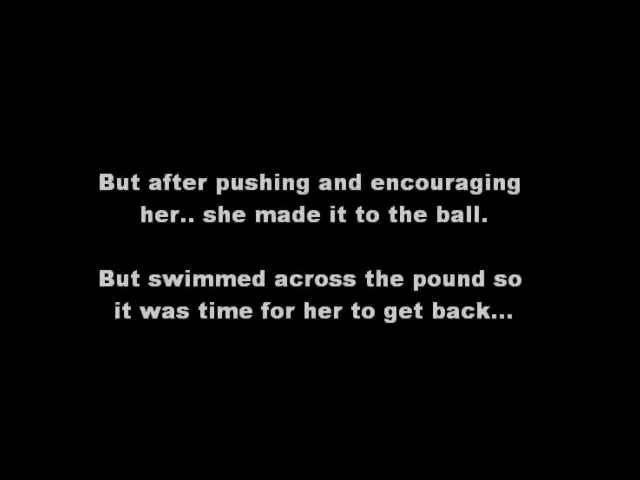 But after pushing and encouraging
her.. she made it to the ball.
But swimmed across the pound so
it was time for her to get back...